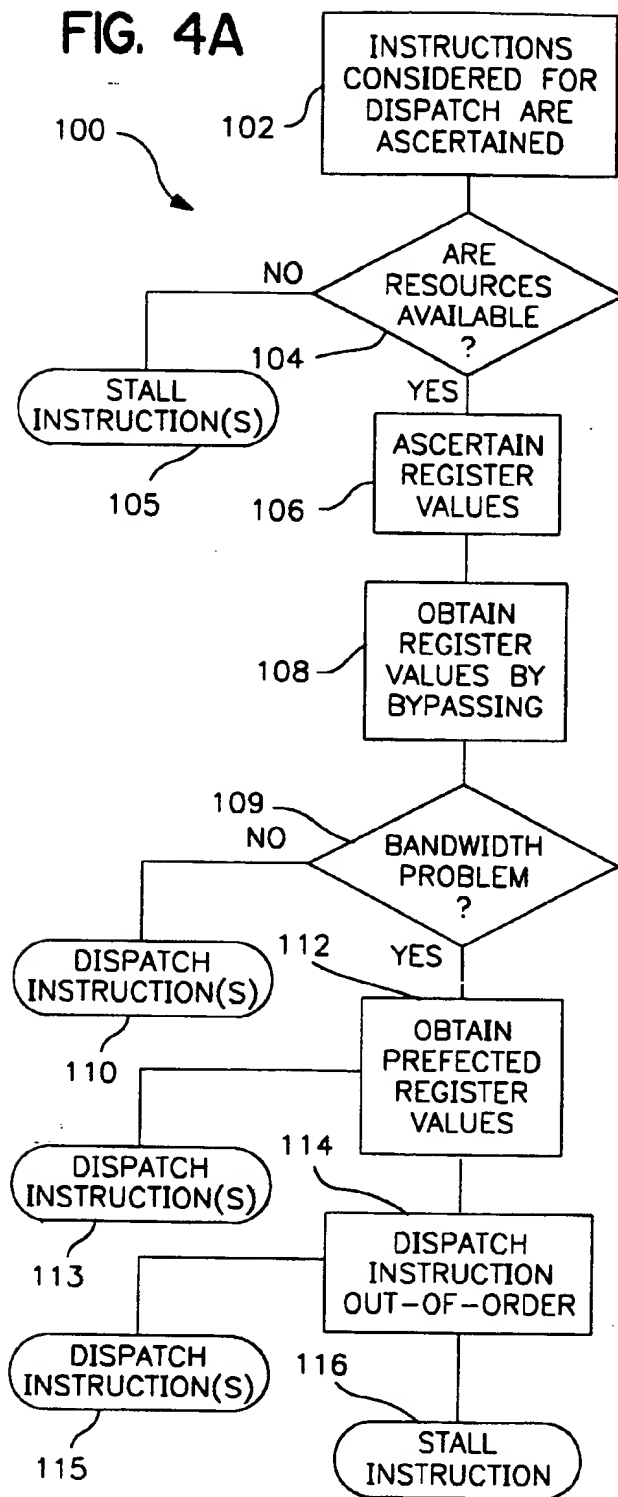 FIG. 4A
INSTRUCTIONS
CONSIDERED FOR
DISPATCH ARE
ASCERTAINED
102
100
ARE
RESOURCES
AVAILABLE
?
NO
104
YES
STALL
INSTRUCTION(S)
105
ASCERTAIN
REGISTER
VALUES
106
OBTAIN
REGISTER
VALUES BY
BYPASSING
108
109
NO
BANDWIDTH
PROBLEM
?
YES
112
DISPATCH
INSTRUCTION(S)
110
OBTAIN
PREFECTED
REGISTER
VALUES
114
DISPATCH
INSTRUCTION(S)
113
DISPATCH
INSTRUCTION
OUT-OF-ORDER
DISPATCH
INSTRUCTION(S)
115
116
STALL
INSTRUCTION